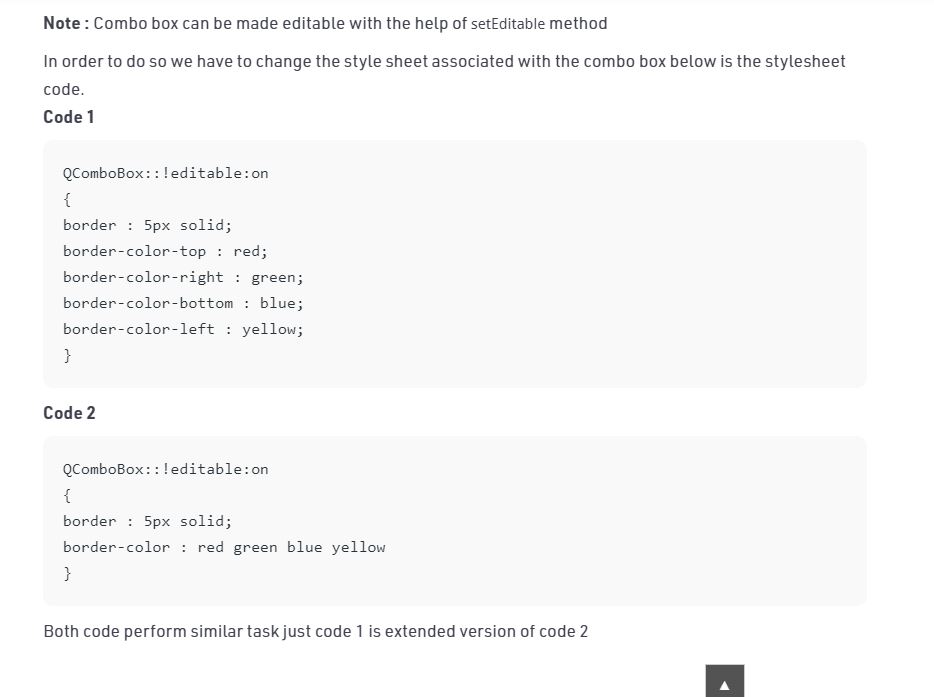 Note : Combo box can be made editable with the help of setEditable method
In order to do so we have to change the style sheet associated with the combo box below is the stylesheet
code.
Code 1
QComboBox::!editable:on
{
border : 5px solid;
border-color-top : red;
border-color-right : green;
border-color-bottom : blue;
border-color-left : yellow;
}
Code 2
QComboBox::!editable:on
{
border : 5px solid;
border-color : red green blue yellow
}
Both code perform similar task just code 1 is extended version of code 2